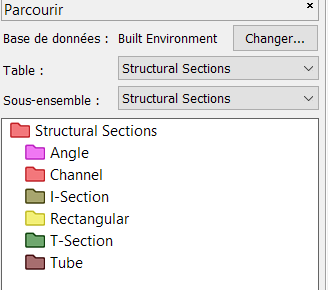 Parcourir
Base de données : Built Environment Changer...
Table : Structural Sections
Sous-ensemble : Structural Sections
Structural Sections
Angle
Channel
I-Section
Rectangular
T-Section
Tube